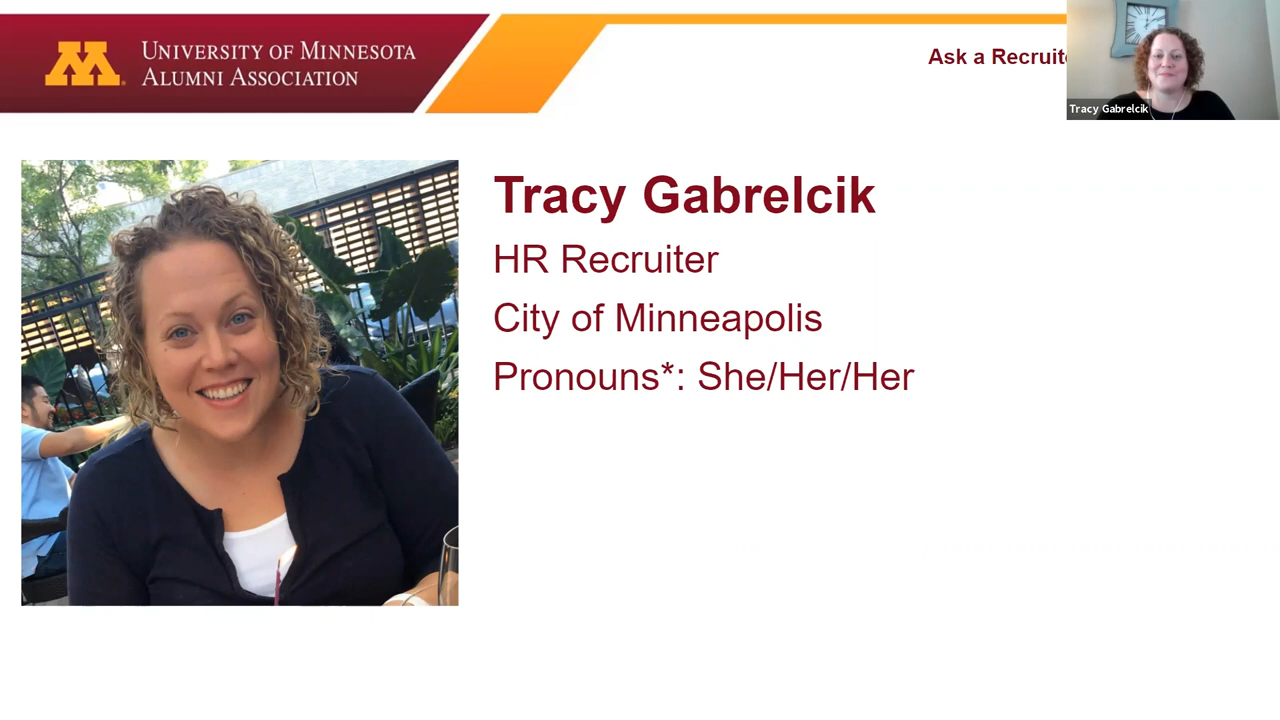 UNIVERSITY OF MINNESOTA
ALUMNI ASSOCIATION
Ask a
Tracy Gabrelcik
Tracy Gabrelcik
HR Recruiter
City of Minneapolis
Pronouns*: She/Her/Her